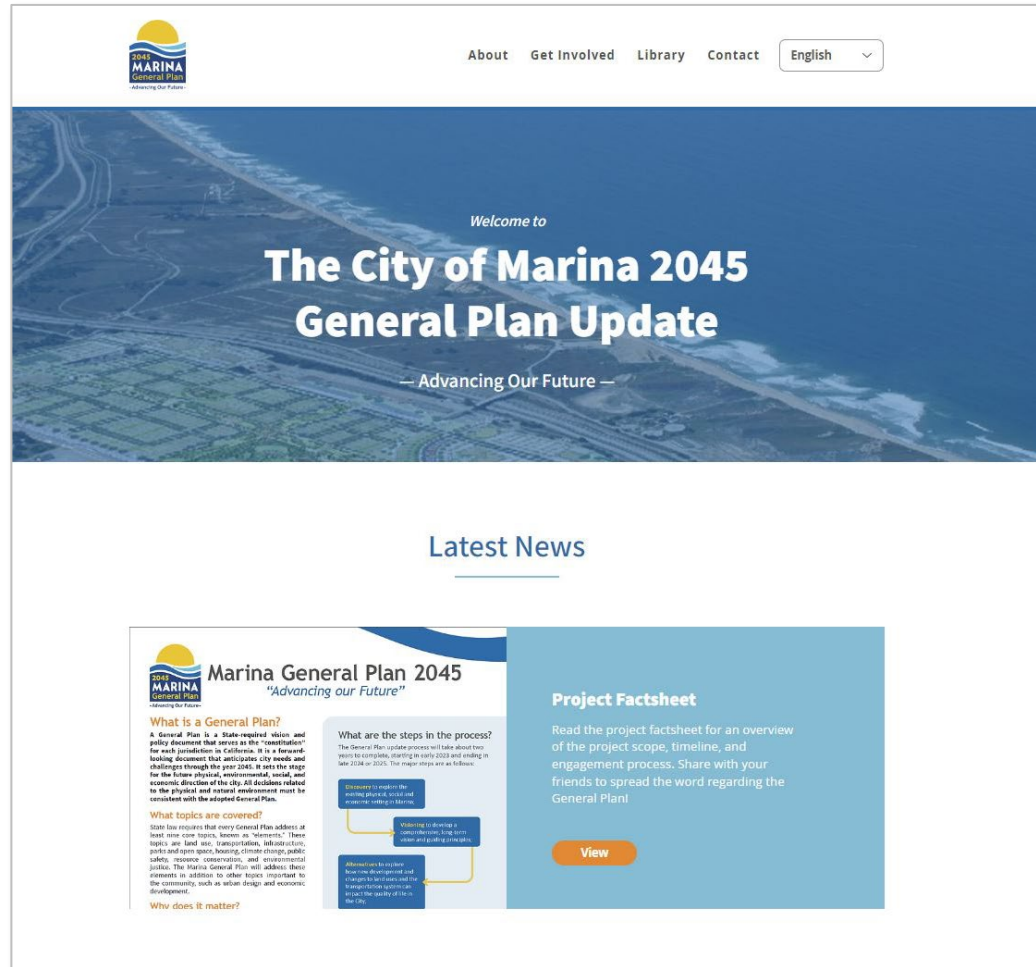 2045
MARINA
General Plan
-Advancing Our Future-
About Get Involved Library Contact English
Welcome to
The City of Marina 2045
General Plan Update
— Advancing Our Future —
Latest News
2045
MARINA
General Plan
-Advancing Our Future-
Marina General Plan 2045
“Advancing our Future”
What is a General Plan?
A General Plan is a State-required vision and
policy document that serves as the “constitution”
for each jurisdiction in California. It is a forward-
looking document that anticipates city needs and
challenges through the year 2045. It sets the stage
for the future physical, environmental, social, and
economic direction of the city. All decisions related
to the physical and natural environment must be
consistent with the adopted General Plan.
What topics are covered?
State law requires that every General Plan address at
least nine core topics, known as “elements.” These
topics are land use, transportation, infrastructure,
parks and open space, housing, climate change, public
safety, resource conservation, and environmental
justice. The Marina General Plan will address these
elements in addition to other topics important to
the community, such as urban design and economic
development.
Why does it matter?
What are the steps in the process?
The General Plan update process will take about two
years to complete, starting in early 2023 and ending in
late 2024 or 2025. The major steps are as follows:
Discovery to explore the
existing physical, social and
economic setting in Marina;
Visioning to develop a
comprehensive, long-term
vision and guiding principles;
Alternatives to explore
how new development and
changes to land uses and the
transportation system can
impact the quality of life in
the City;
Project Factsheet
Read the project factsheet for an overview
of the project scope, timeline, and
engagement process. Share with your
friends to spread the word regarding the
General Plan!
View